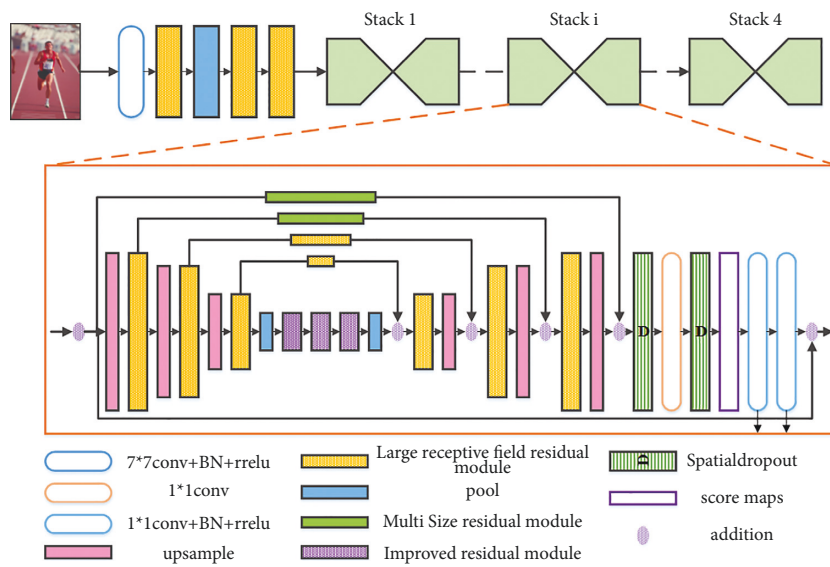 Stack 1
Stack i
Stack 4
D
D
7*7conv+BN+rrelu
1*1conv
1*1conv+BN+rrelu
upsample
Large receptive field residual
module
pool
Multi Size residual module
Improved residual module
D
Spatialdropout
score maps
addition